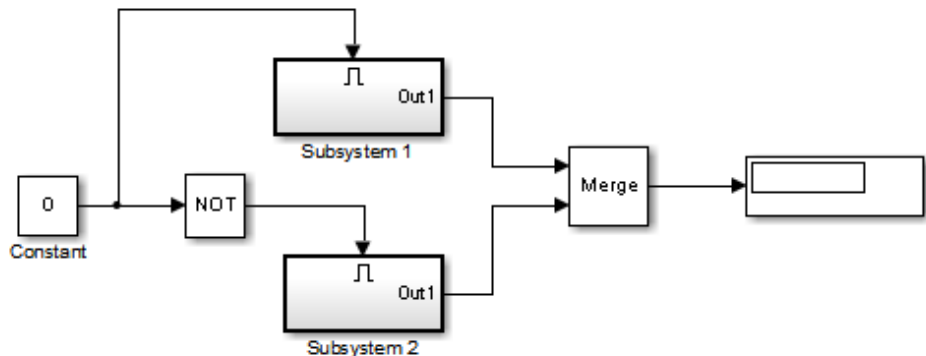 Out1
Subsystem 1
0
NOT
Merge
Constant
Out1
Subsystem 2